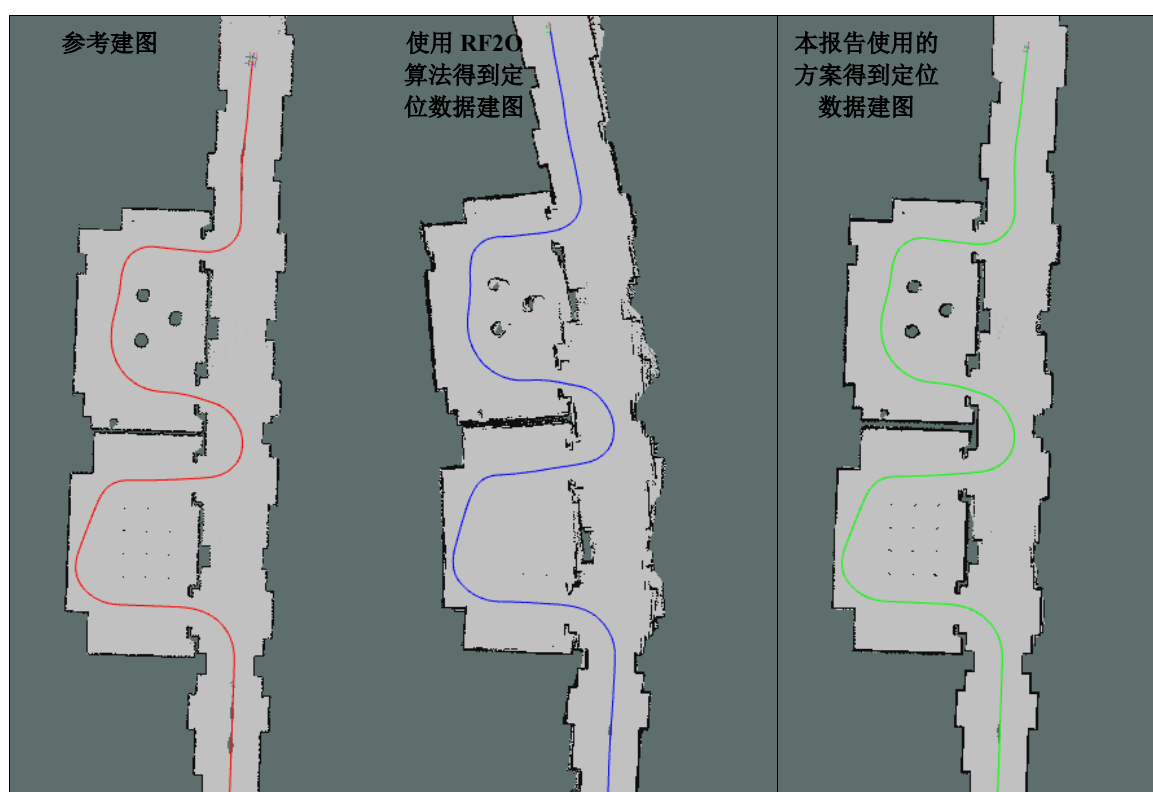 参考建图
使用 RF2O
算法得到定
位数据建图
本报告使用的
方案得到定位
数据建图